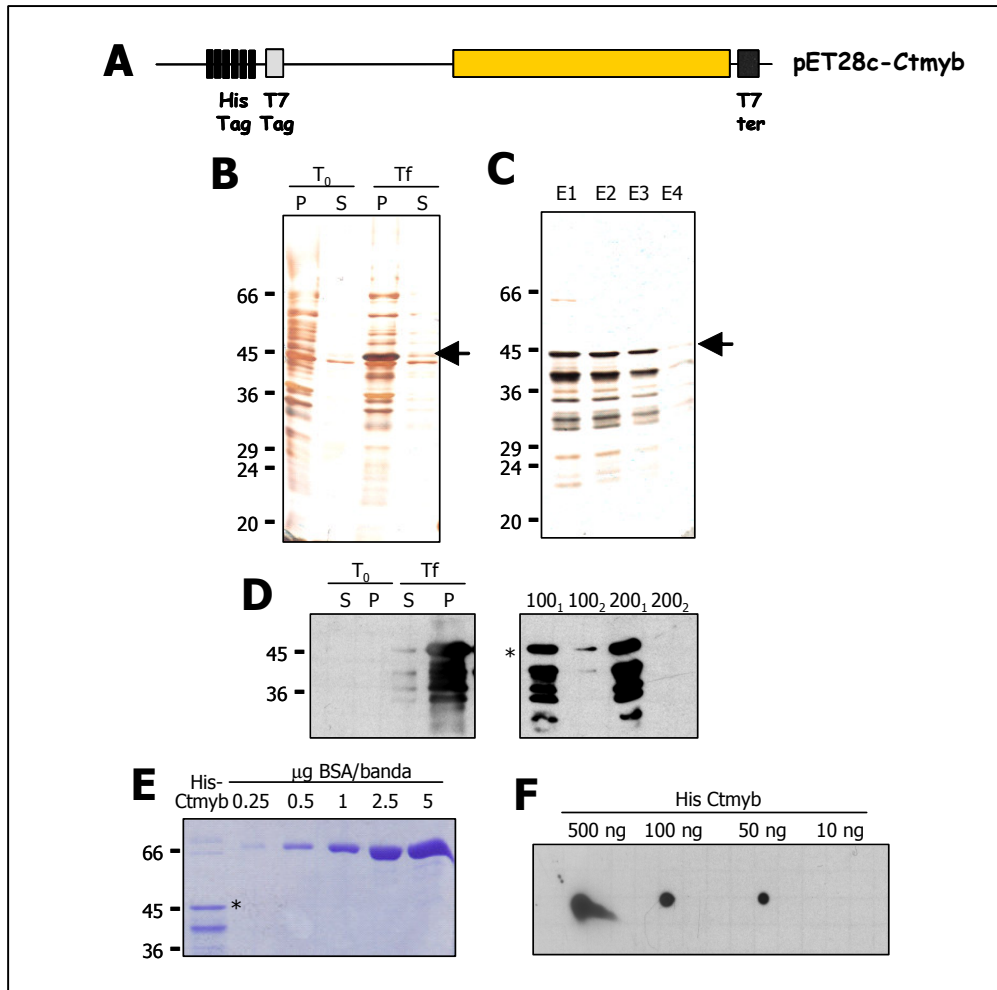 A
pET28c-Ctmyb
His Tag
T7 Tag
T7 ter
B
T0 Tf
P S P S
66
45
36
29
24
20
C
E1 E2 E3 E4
66
45
36
29
24
20
D
T0 Tf
S P S P
45
36
100₁ 100₂ 200₁ 200₂
*
E
His-Ctmyb
µg BSA/banda
0.25 0.5 1 2.5 5
66
45
36
*
F
His Ctmyb
500 ng 100 ng 50 ng 10 ng